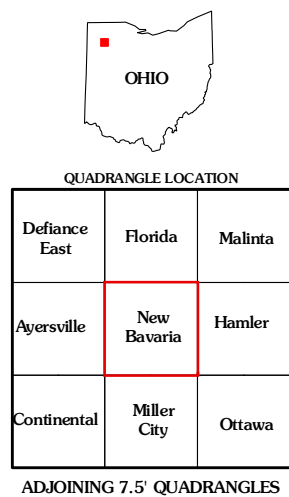 OHIO
QUADRANGLE LOCATION
Defiance
East
Florida
Malinta
Ayersville
New
Bavaria
Hamler
Continental
Miller
City
Ottawa
ADJOINING 7.5' QUADRANGLES